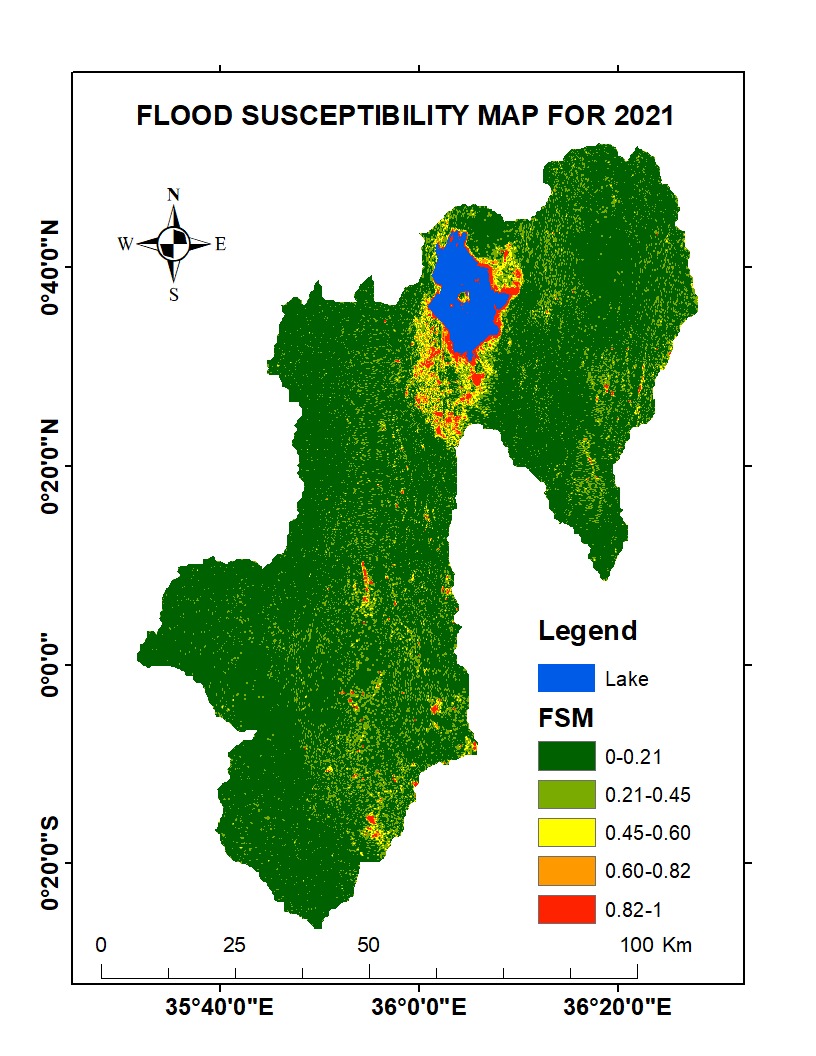 FLOOD SUSCEPTIBILITY MAP FOR 2021
N
W
E
S
0°40'0"N
0°20'0"N
0°0'0"
0°20'0"S
Legend
Lake
FSM
0-0.21
0.21-0.45
0.45-0.60
0.60-0.82
0.82-1
0 25 50 100 Km
35°40'0"E 36°0'0"E 36°20'0"E